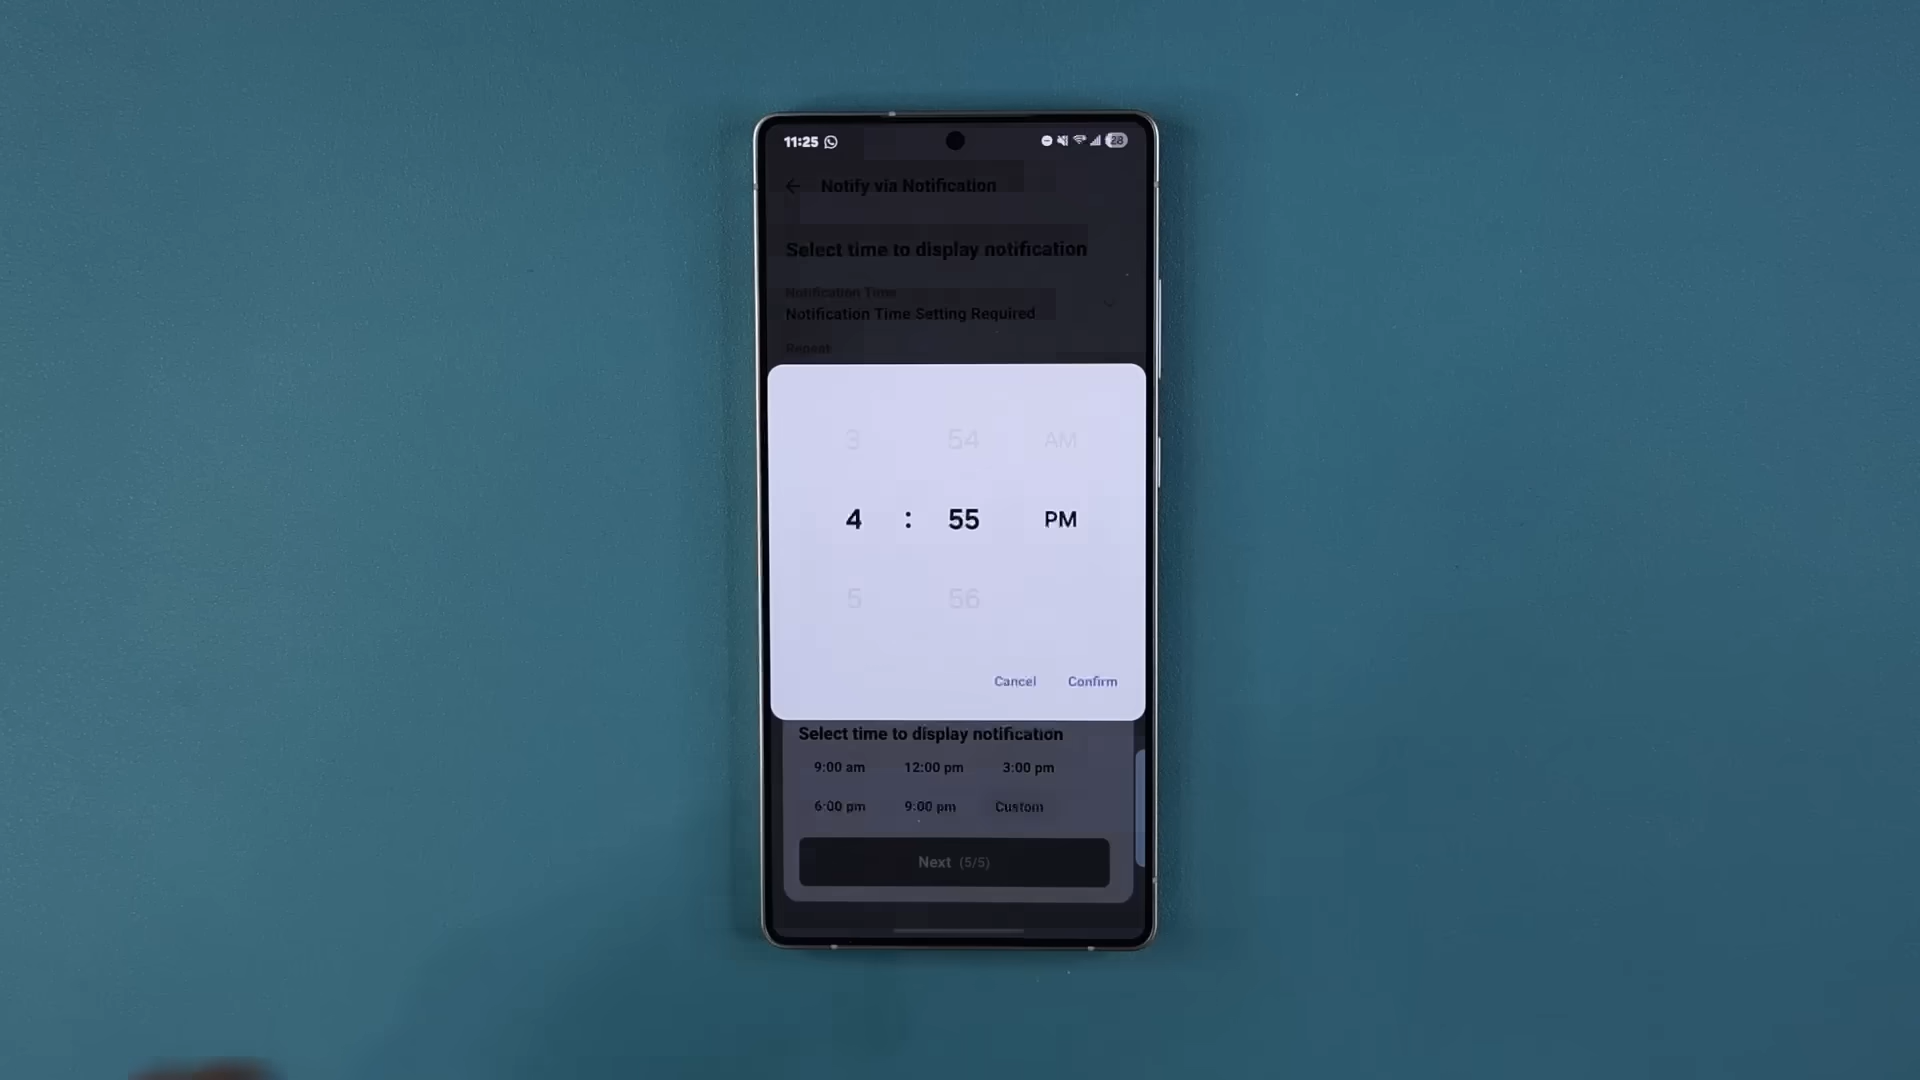 11:25 28
Notify via Notification
Select time to display notification
Notification Time
Notification Time Setting Required
Repeat
3 54 AM
4 : 55 PM
5 56
Cancel Confirm
Select time to display notification
9:00 am 12:00 pm 3:00 pm
6:00 pm 9:00 pm Custom
Next (5/5)